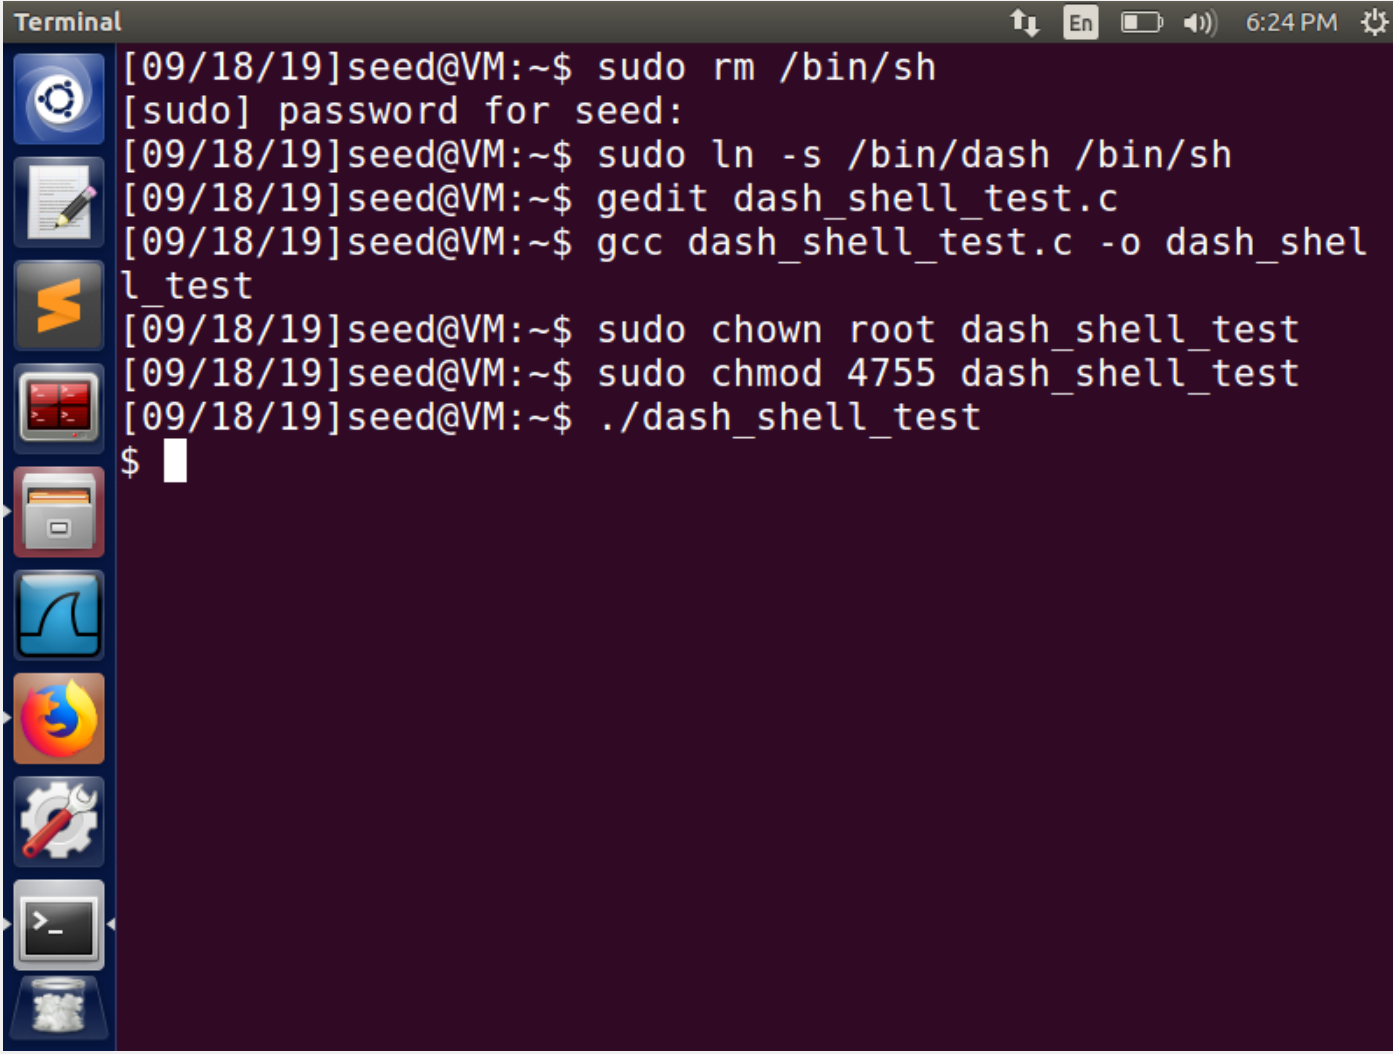 Terminal
En
6:24 PM
[09/18/19]seed@VM:~$ sudo rm /bin/sh
[sudo] password for seed:
[09/18/19]seed@VM:~$ sudo ln -s /bin/dash /bin/sh
[09/18/19]seed@VM:~$ gedit dash_shell_test.c
[09/18/19]seed@VM:~$ gcc dash_shell_test.c -o dash_shel
l_test
[09/18/19]seed@VM:~$ sudo chown root dash_shell_test
[09/18/19]seed@VM:~$ sudo chmod 4755 dash_shell_test
[09/18/19]seed@VM:~$ ./dash_shell_test
$